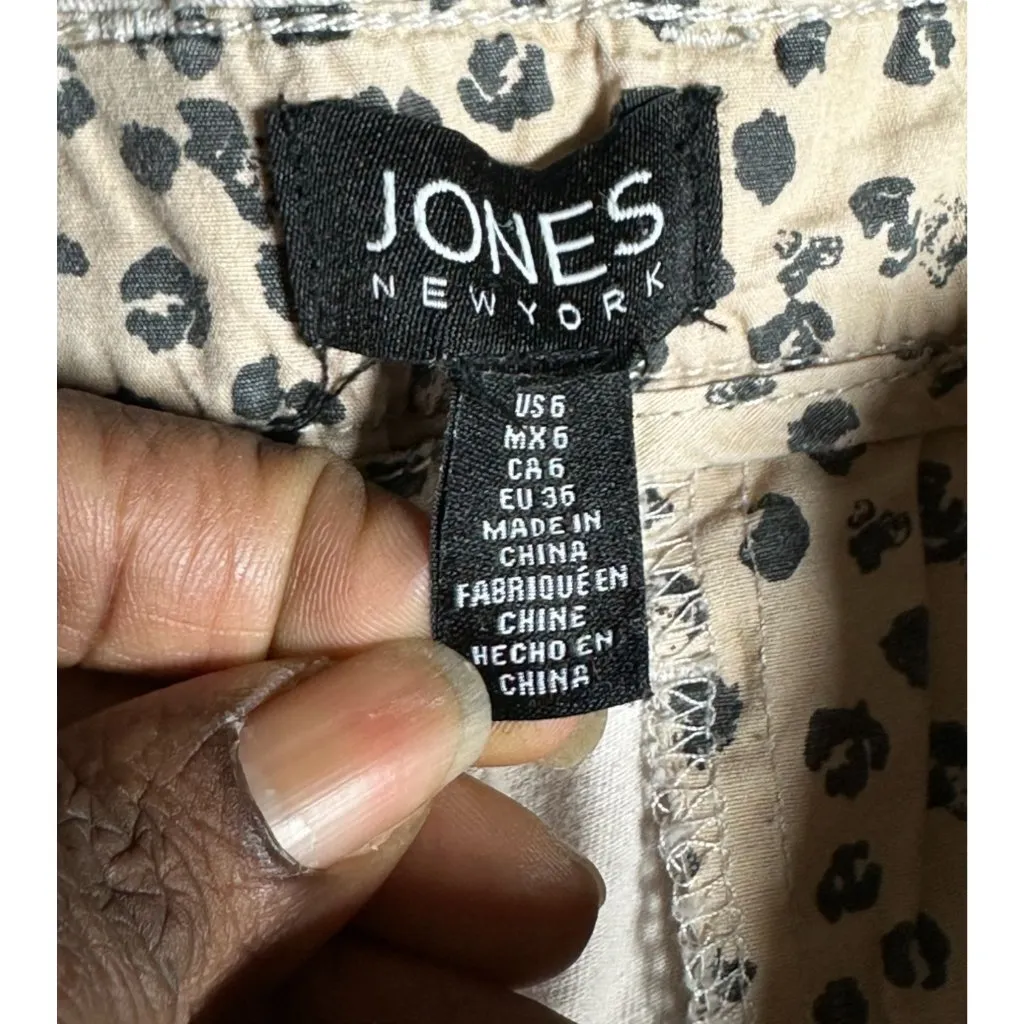 JONES
NEW YORK
US 6
MX 6
CA 6
EU 36
MADE IN
CHINA
FABRIQUÉ EN
CHINE
HECHO EN
CHINA